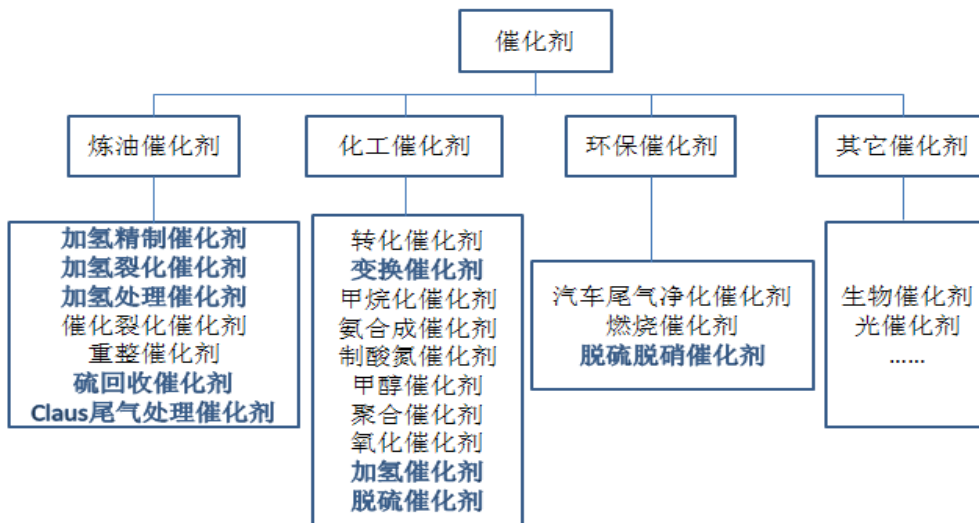 催化剂
炼油催化剂
化工催化剂
环保催化剂
其它催化剂
加氢精制催化剂
加氢裂化催化剂
加氢处理催化剂
催化裂化催化剂
重整催化剂
硫回收催化剂
Claus尾气处理催化剂
转化催化剂
变换催化剂
甲烷化催化剂
氨合成催化剂
制酸氮催化剂
甲醇催化剂
聚合催化剂
氧化催化剂
加氢催化剂
脱硫催化剂
汽车尾气净化催化剂
燃烧催化剂
脱硫脱硝催化剂
生物催化剂
光催化剂
……